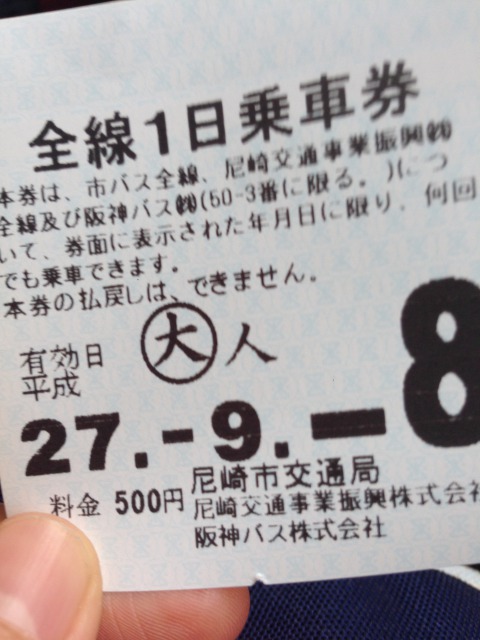 全線1日乗車券
本券は、市バス全線、尼崎交通事業振興㈱
全線及び阪神バス㈱(50-3番に限る。)につ
いて、券面に表示された年月日に限り、何回
でも乗車できます。
本券の払戻しは、できません。
有効日 大人
平成
27.-9.-8
尼崎市交通局
料金 500円 尼崎交通事業振興株式会社
阪神バス株式会社